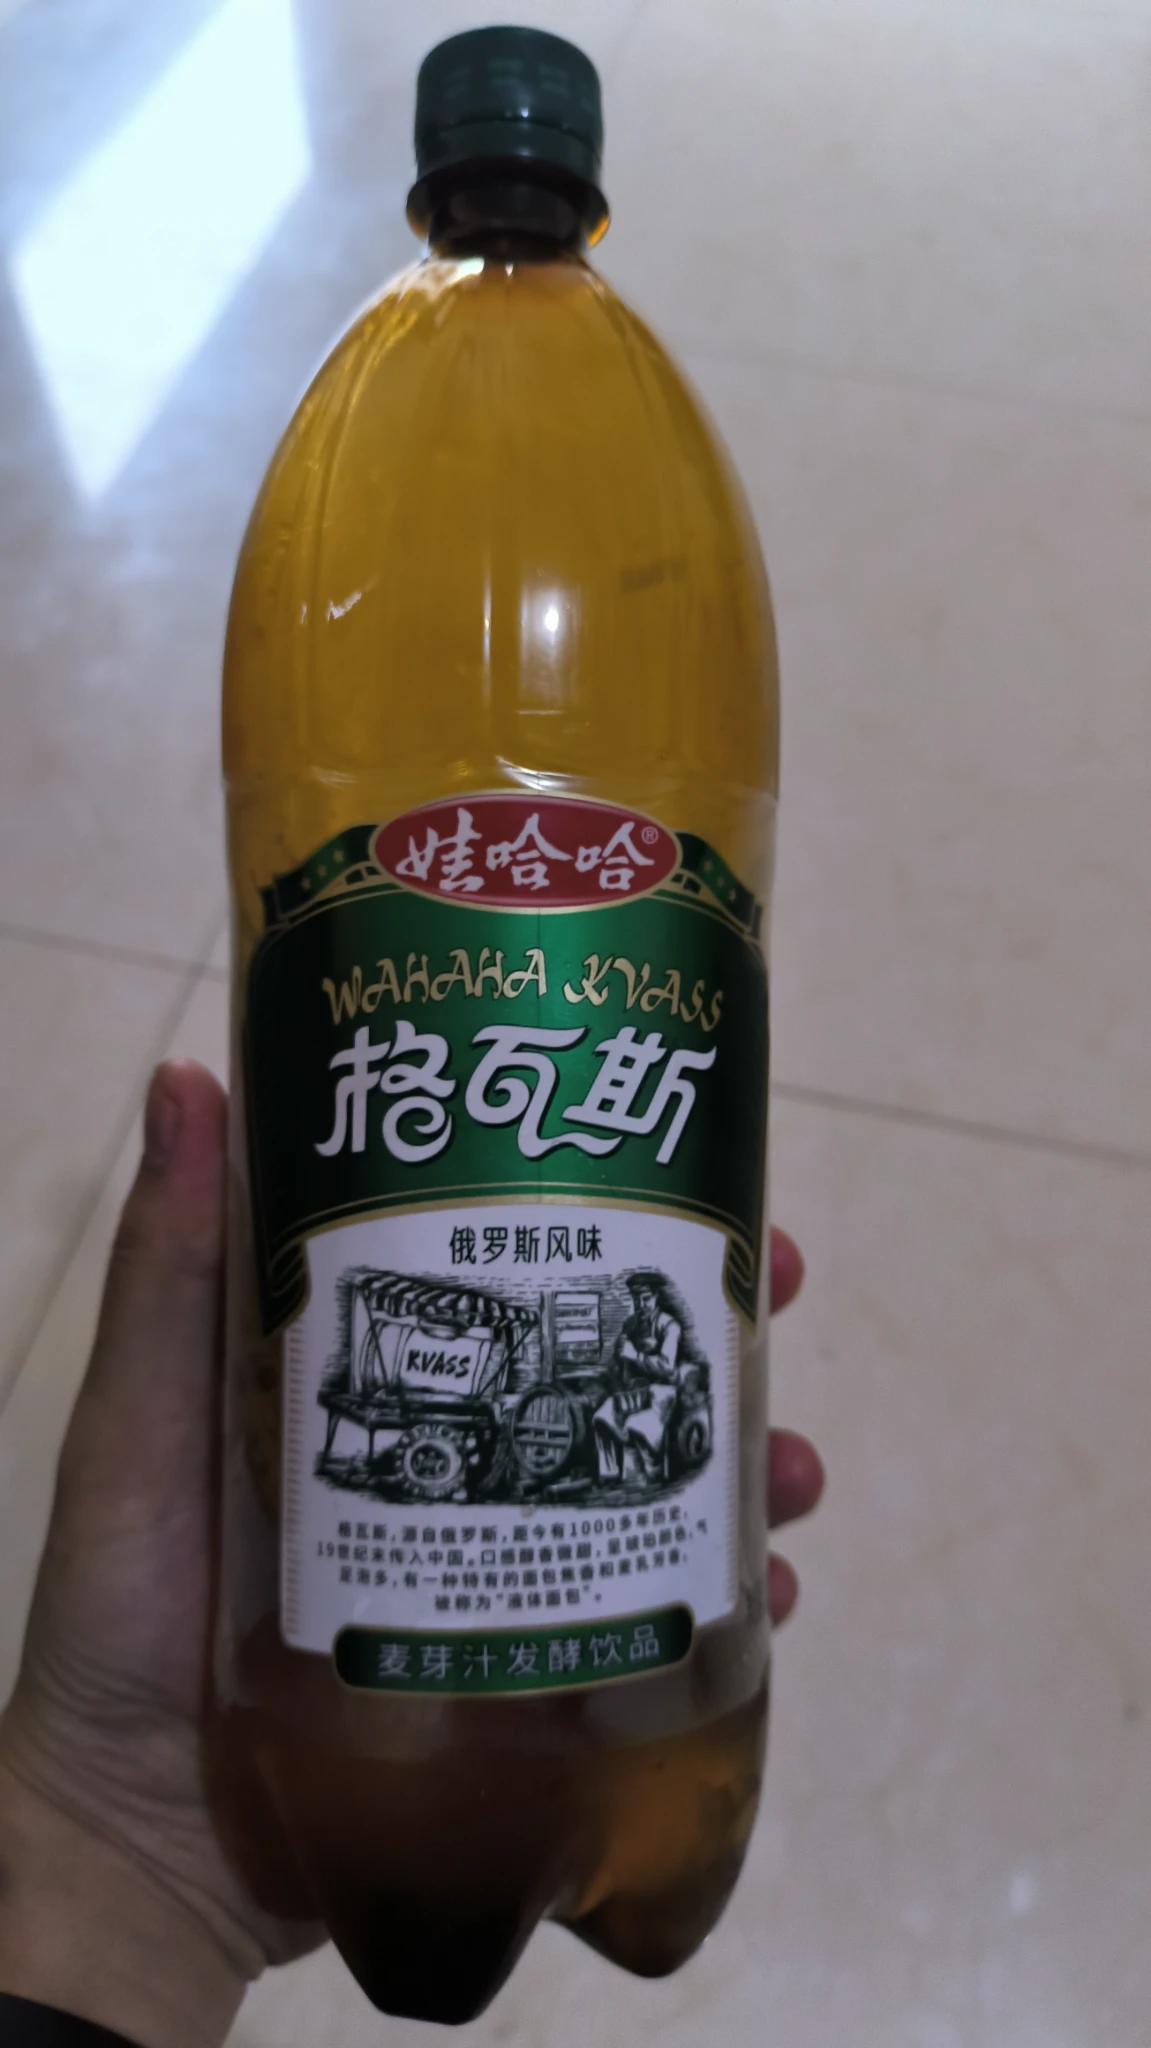 娃哈哈®
WAHAHA KVASS
格瓦斯
俄罗斯风味
KVASS
格瓦斯，源自俄罗斯，距今有1000多年历史，
19世纪末传入中国。口感醇香微甜，呈琥珀颜色，气
足泡多，有一种特有的面包焦香和麦乳芳香，
被称为“液体面包”。
麦芽汁发酵饮品